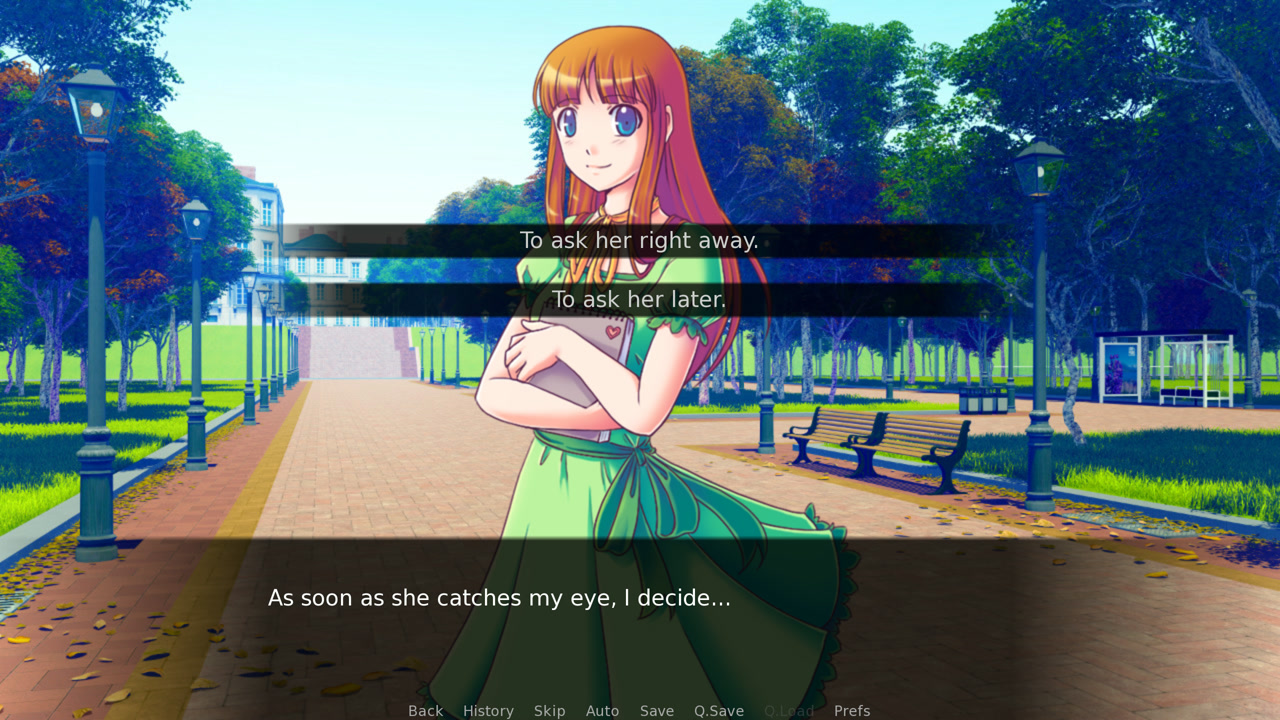 To ask her right away.
To ask her later.
As soon as she catches my eye, I decide...
Back History Skip Auto Save Q.Save Q.Load Prefs